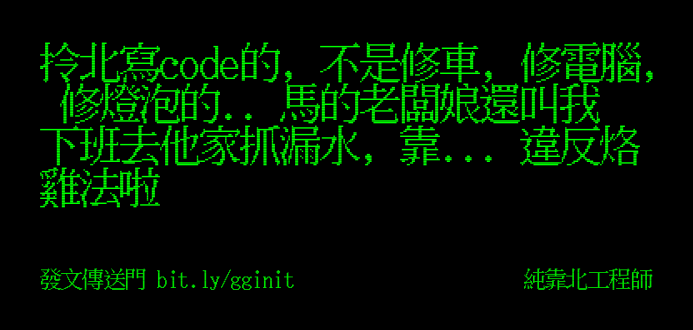 拎北寫code的, 不是修車, 修電腦,
修燈泡的.. 馬的老闆娘還叫我
下班去他家抓漏水, 靠... 違反烙
雞法啦
發文傳送門 bit.ly/gginit
純靠北工程師